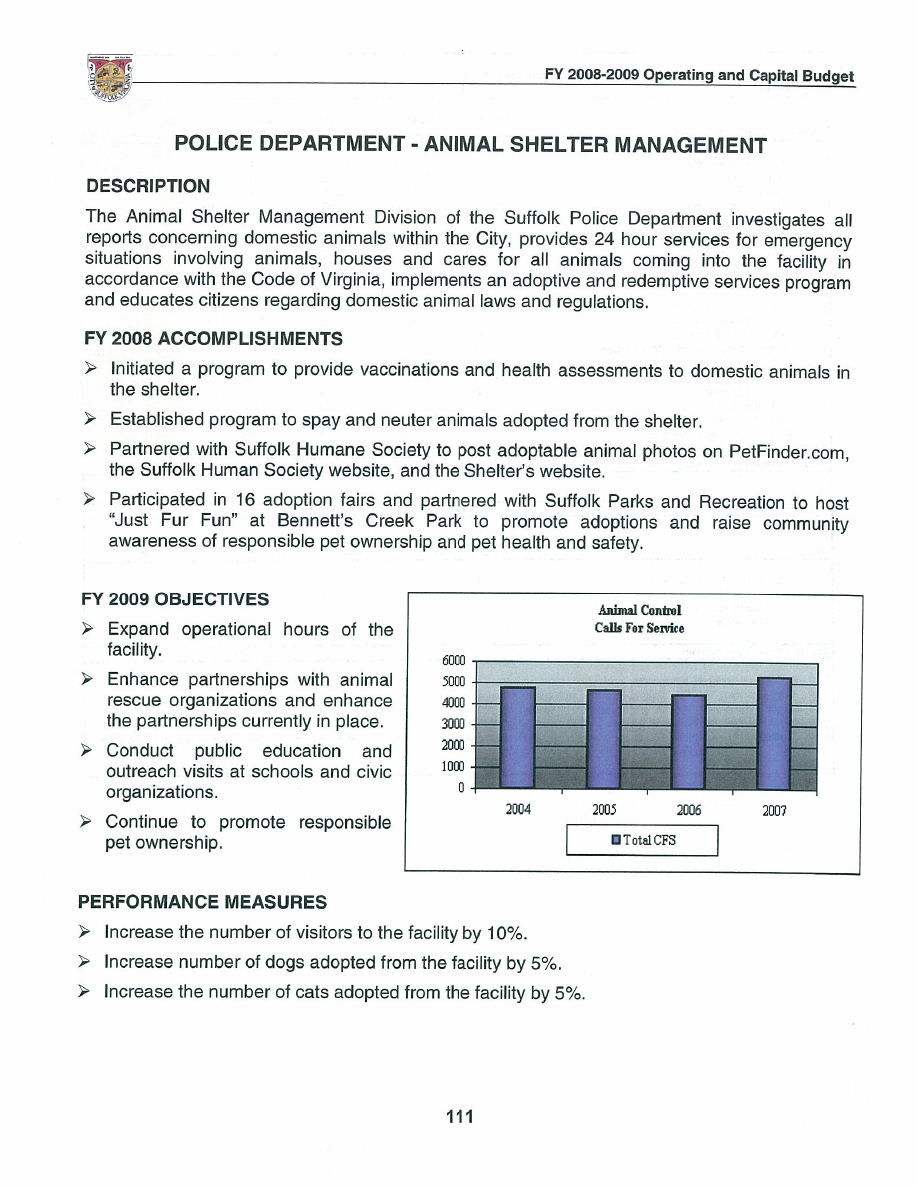 FY 2008-2009 Operating and Capital Budget
POLICE DEPARTMENT - ANIMAL SHELTER MANAGEMENT
DESCRIPTION
The Animal Shelter Management Division of the Suffolk Police Department investigates all
reports concerning domestic animals within the City, provides 24 hour services for emergency
situations involving animals, houses and cares for all animals coming into the facility in
accordance with the Code of Virginia, implements an adoptive and redemptive services program
and educates citizens regarding domestic animal laws and regulations.
FY 2008 ACCOMPLISHMENTS
➢ Initiated a program to provide vaccinations and health assessments to domestic animals in
the shelter.
➢ Established program to spay and neuter animals adopted from the shelter.
➢ Partnered with Suffolk Humane Society to post adoptable animal photos on PetFinder.com,
the Suffolk Human Society website, and the Shelter's website.
➢ Participated in 16 adoption fairs and partnered with Suffolk Parks and Recreation to host
"Just Fur Fun" at Bennett's Creek Park to promote adoptions and raise community
awareness of responsible pet ownership and pet health and safety.
FY 2009 OBJECTIVES
➢ Expand operational hours of the
facility.
➢ Enhance partnerships with animal
rescue organizations and enhance
the partnerships currently in place.
➢ Conduct public education and
outreach visits at schools and civic
organizations.
➢ Continue to promote responsible
pet ownership.
Animal Control
Calls For Service
6000
5000
4000
3000
2000
1000
0
2004 2005 2006 2007
Total CFS
PERFORMANCE MEASURES
➢ Increase the number of visitors to the facility by 10%.
➢ Increase number of dogs adopted from the facility by 5%.
➢ Increase the number of cats adopted from the facility by 5%.
111